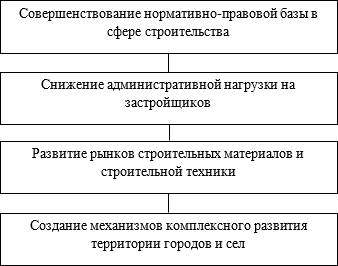 Совершенствование нормативно-правовой базы в
сфере строительства
Снижение административной нагрузки на
застройщиков
Развитие рынков строительных материалов и
строительной техники
Создание механизмов комплексного развития
территории городов и сел